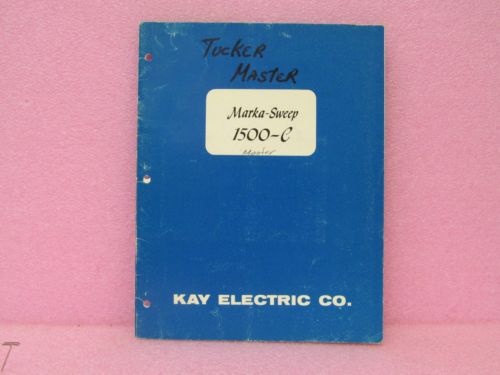 TUCKER
MASTER
Marka-Sweep
1500-C
Master
KAY ELECTRIC CO.
T